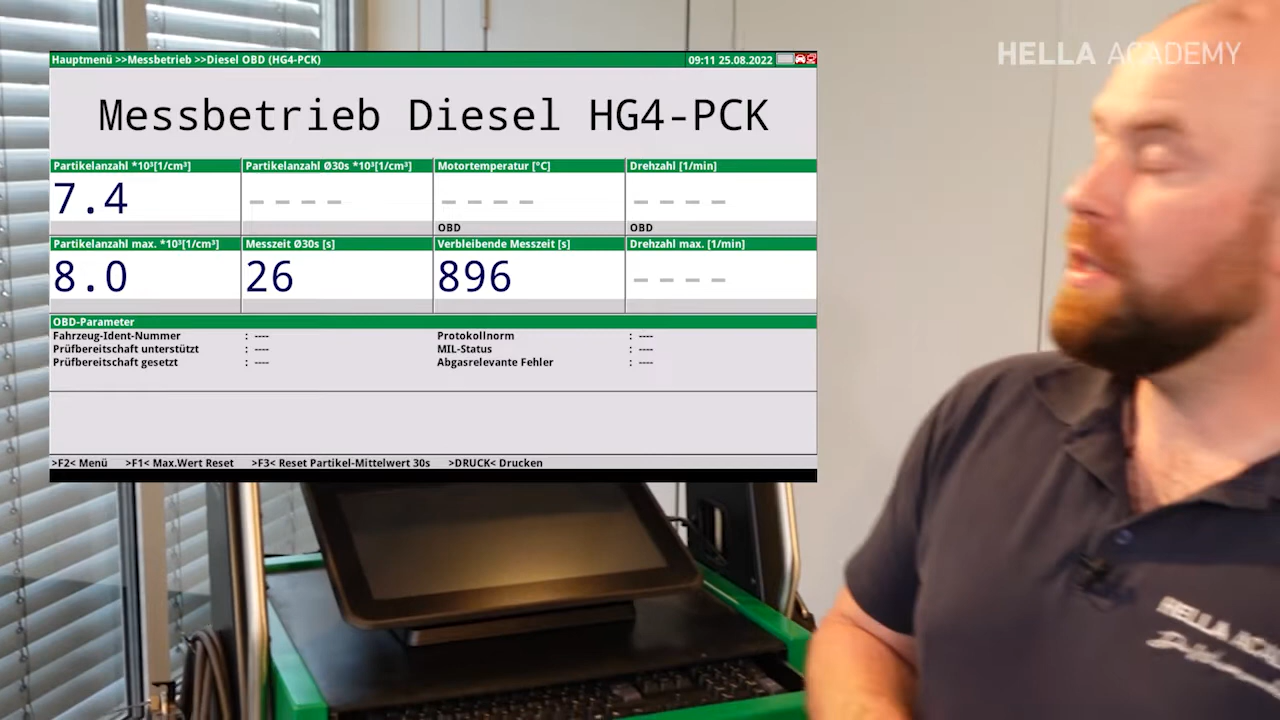 HELLA ACADEMY
Hauptmenü >>Messbetrieb >>Diesel OBD (HG4-PCK) 09:11 25.08.2022
Messbetrieb Diesel HG4-PCK
Partikelanzahl *10³[1/cm³] Partikelanzahl Ø30s *10³[1/cm³] Motortemperatur [°C] Drehzahl [1/min]
7.4 ---- ---- ----
OBD OBD
Partikelanzahl max. *10³[1/cm³] Messzeit Ø30s [s] Verbleibende Messzeit [s] Drehzahl max. [1/min]
8.0 26 896 ----
OBD-Parameter
Fahrzeug-Ident-Nummer : ---- Protokollnorm : ----
Prüfbereitschaft unterstützt : ---- MIL-Status : ----
Prüfbereitschaft gesetzt : ---- Abgasrelevante Fehler : ----
>F2< Menü >F1< Max.Wert Reset >F3< Reset Partikel-Mittelwert 30s >DRUCK< Drucken
HELLA